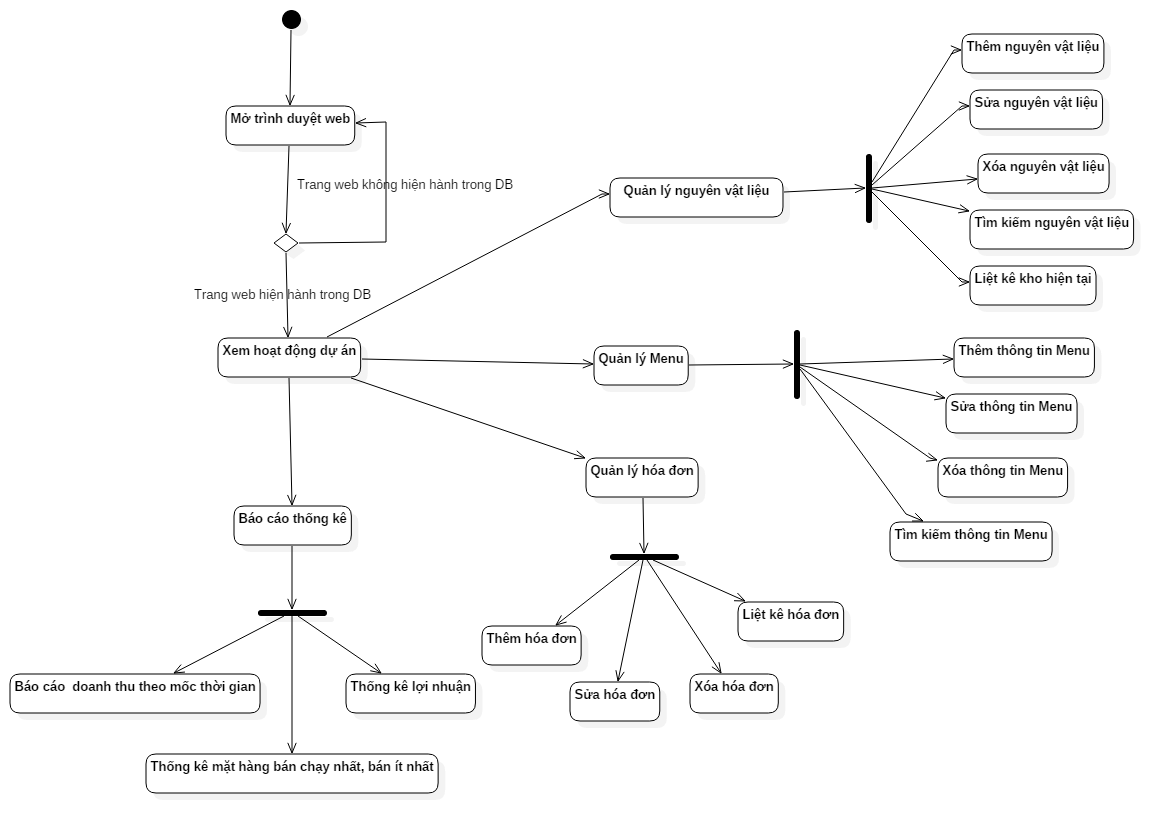 Mở trình duyệt web
Trang web không hiện hành trong DB
Trang web hiện hành trong DB
Xem hoạt động dự án
Quản lý nguyên vật liệu
Thêm nguyên vật liệu
Sửa nguyên vật liệu
Xóa nguyên vật liệu
Tìm kiếm nguyên vật liệu
Liệt kê kho hiện tại
Quản lý Menu
Thêm thông tin Menu
Sửa thông tin Menu
Xóa thông tin Menu
Tìm kiếm thông tin Menu
Quản lý hóa đơn
Thêm hóa đơn
Sửa hóa đơn
Xóa hóa đơn
Liệt kê hóa đơn
Báo cáo thống kê
Báo cáo  doanh thu theo mốc thời gian
Thống kê lợi nhuận
Thống kê mặt hàng bán chạy nhất, bán ít nhất